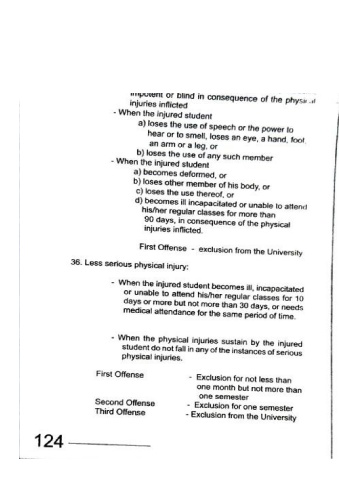 impotent or blind in consequence of the physical
injuries inflicted
- When the injured student
a) loses the use of speech or the power to
hear or to smell, loses an eye, a hand, foot,
an arm or a leg, or
b) loses the use of any such member
- When the injured student
a) becomes deformed, or
b) loses other member of his body, or
c) loses the use thereof, or
d) becomes ill incapacitated or unable to attend
his/her regular classes for more than
90 days, in consequence of the physical
injuries inflicted.
First Offense - exclusion from the University
36. Less serious physical injury:
- When the injured student becomes ill, incapacitated
or unable to attend his/her regular classes for 10
days or more but not more than 30 days, or needs
medical attendance for the same period of time.
- When the physical injuries sustain by the injured
student do not fall in any of the instances of serious
physical injuries.
First Offense - Exclusion for not less than
one month but not more than
one semester
Second Offense - Exclusion for one semester
Third Offense - Exclusion from the University
124